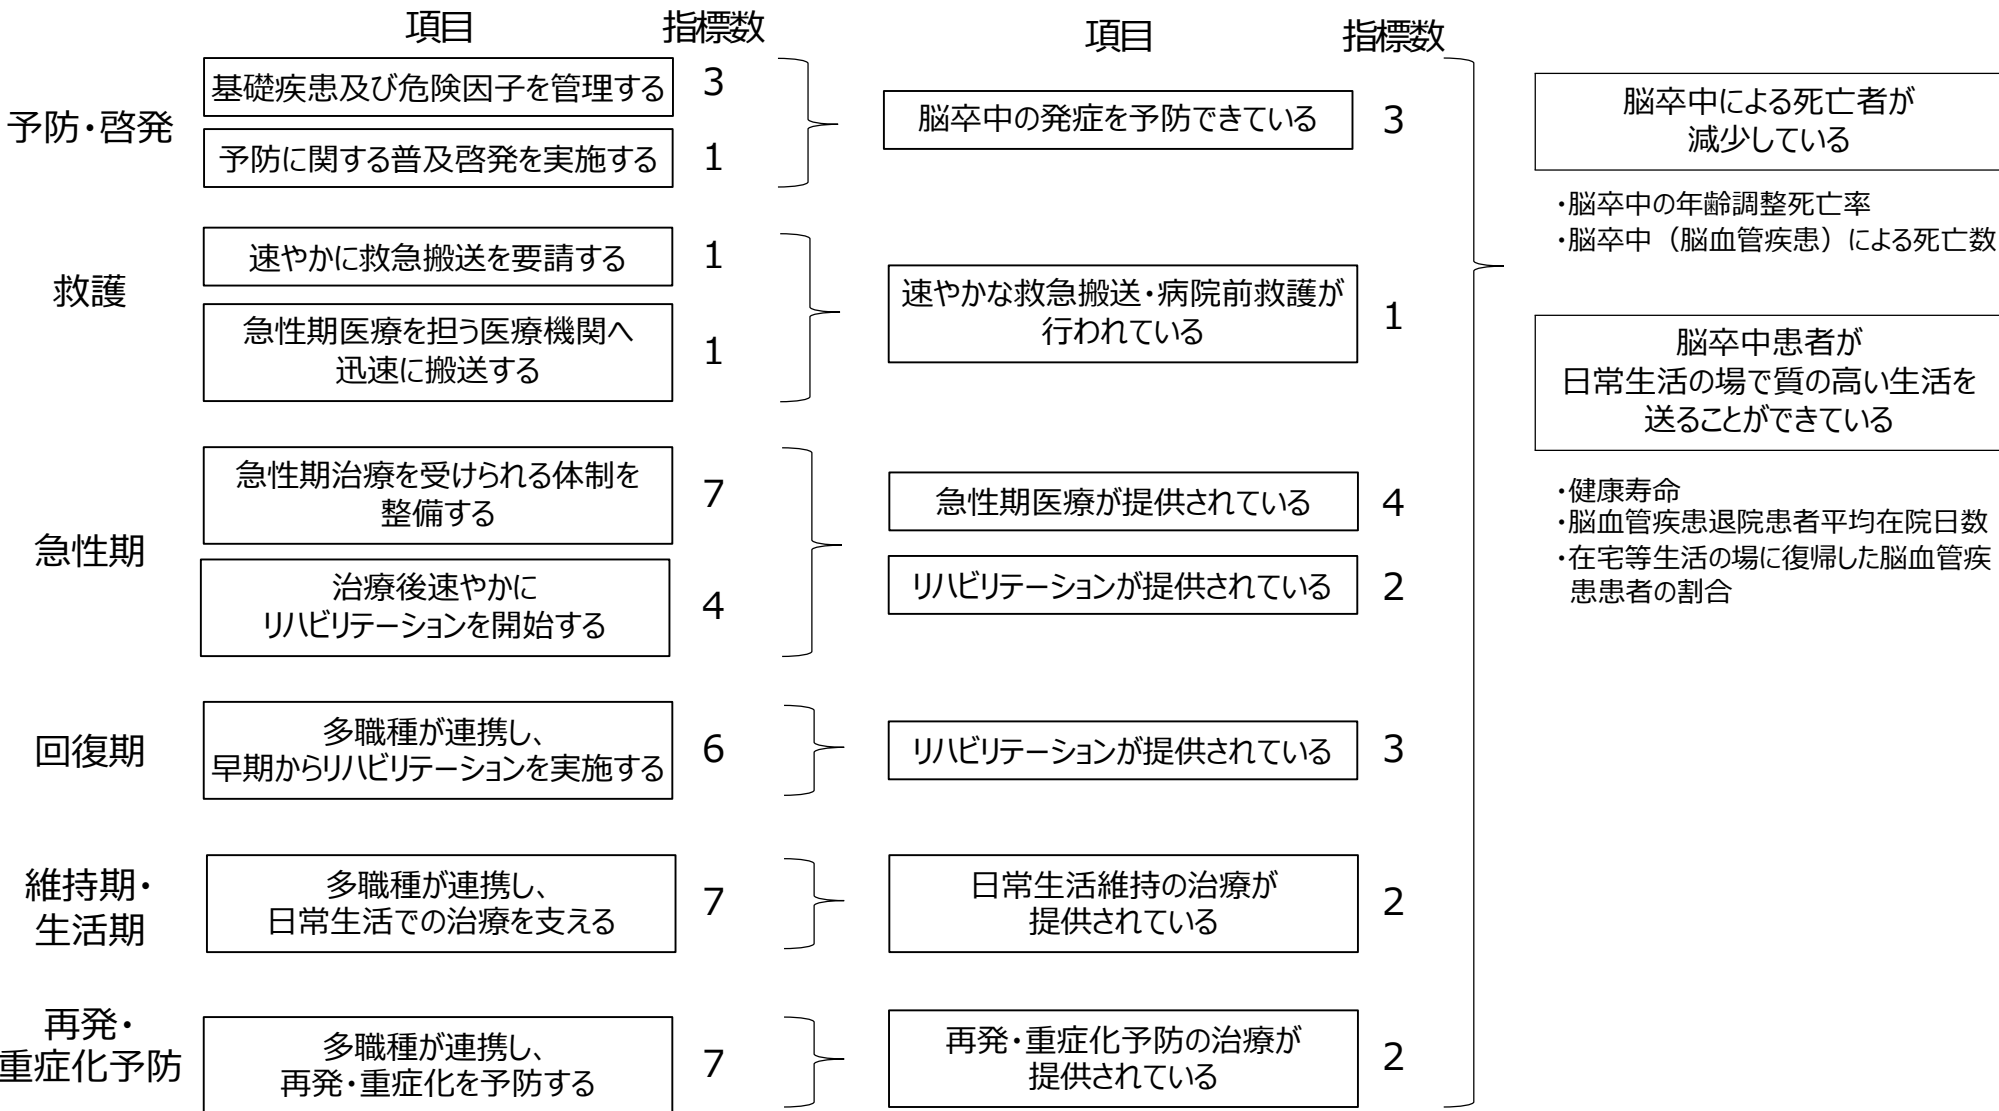 項目 指標数 項目 指標数
予防・啓発
基礎疾患及び危険因子を管理する 3
予防に関する普及啓発を実施する 1
脳卒中の発症を予防できている 3
救護
速やかに救急搬送を要請する 1
急性期医療を担う医療機関へ
迅速に搬送する
1
速やかな救急搬送・病院前救護が
行われている
1
急性期
急性期治療を受けられる体制を
整備する
7
治療後速やかに
リハビリテーションを開始する
4
急性期医療が提供されている 4
リハビリテーションが提供されている 2
回復期
多職種が連携し、
早期からリハビリテーションを実施する
6
リハビリテーションが提供されている 3
維持期・
生活期
多職種が連携し、
日常生活での治療を支える
7
日常生活維持の治療が
提供されている
2
再発・
重症化予防
多職種が連携し、
再発・重症化を予防する
7
再発・重症化予防の治療が
提供されている
2
脳卒中による死亡者が
減少している
・脳卒中の年齢調整死亡率
・脳卒中（脳血管疾患）による死亡数
脳卒中患者が
日常生活の場で質の高い生活を
送ることができている
・健康寿命
・脳血管疾患退院患者平均在院日数
・在宅等生活の場に復帰した脳血管疾
患患者の割合